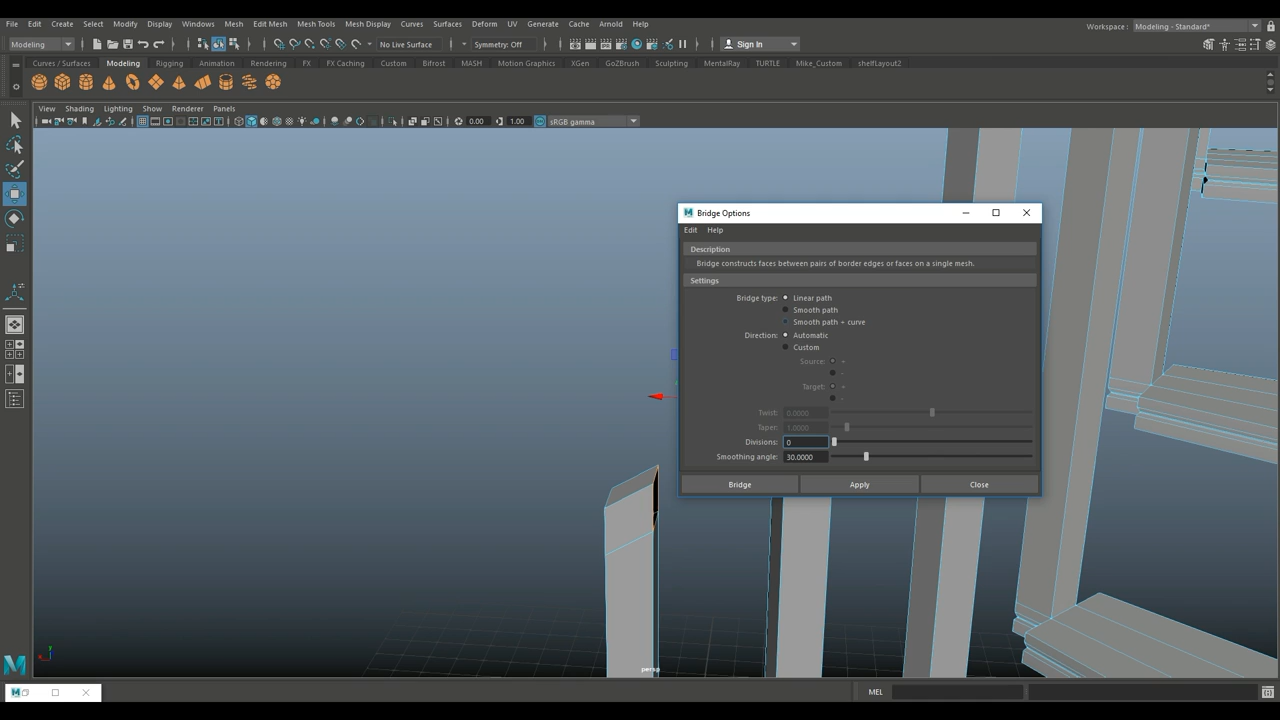 File Edit Create Select Modify Display Windows Mesh Edit Mesh Mesh Tools Mesh Display Curves Surfaces Deform UV Generate Cache Arnold Help
Workspace : Modeling - Standard*
Modeling No Live Surface Symmetry: Off Sign In
Curves / Surfaces Modeling Rigging Animation Rendering FX FX Caching Custom Bifrost MASH Motion Graphics XGen GoZBrush Sculpting MentalRay TURTLE Mike_Custom shelfLayout2
View Shading Lighting Show Renderer Panels
0.00 1.00 sRGB gamma
Bridge Options
Edit Help
Description
Bridge constructs faces between pairs of border edges or faces on a single mesh.
Settings
Bridge type: Linear path
Smooth path
Smooth path + curve
Direction: Automatic
Custom
Source: +
-
Target: +
-
Twist: 0.0000
Taper: 1.0000
Divisions: 0
Smoothing angle: 30.0000
Bridge Apply Close
y
x
persp
MEL